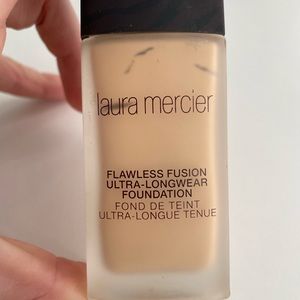 laura mercier
FLAWLESS FUSION
ULTRA-LONGWEAR
FOUNDATION
FOND DE TEINT
ULTRA-LONGUE TENUE